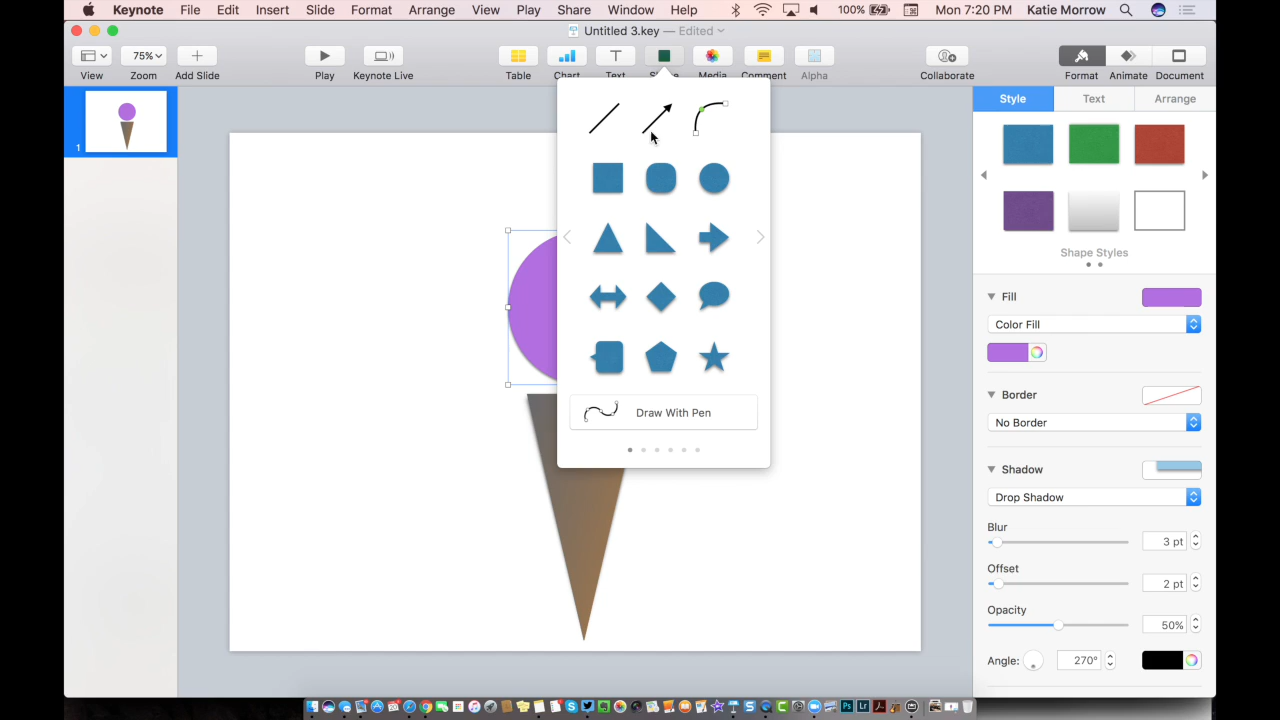 Keynote File Edit Insert Slide Format Arrange View Play Share Window Help 100% Mon 7:20 PM Katie Morrow
Untitled 3.key — Edited
75%
View Zoom Add Slide Play Keynote Live Table Chart Text Media Comment Alpha Collaborate Format Animate Document
Style Text Arrange
1
Shape Styles
Fill
Color Fill
Border
No Border
Draw With Pen
Shadow
Drop Shadow
Blur
3 pt
Offset
2 pt
Opacity
50%
Angle: 270°